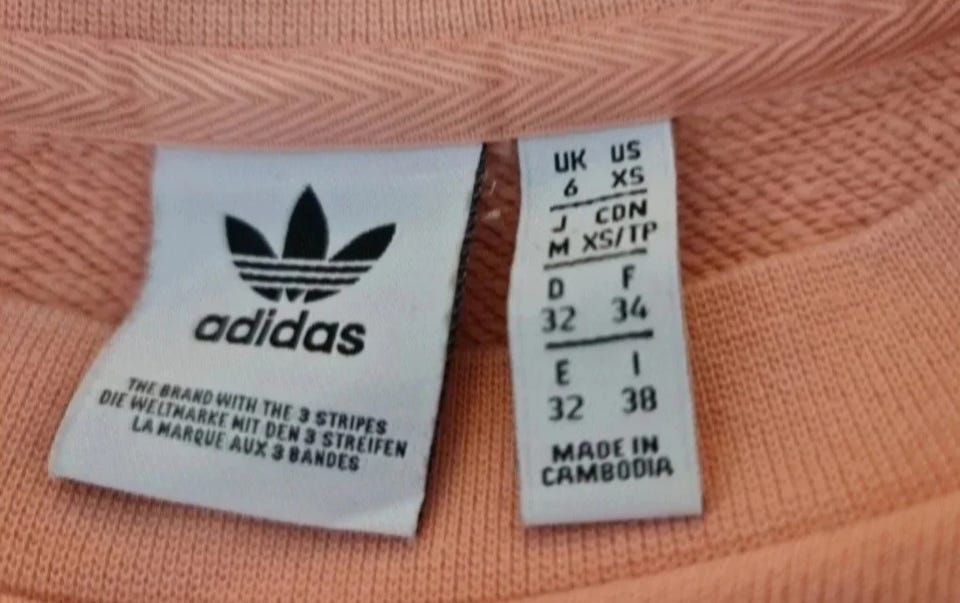 adidas
THE BRAND WITH THE 3 STRIPES
DIE WELTMARKE MIT DEN 3 STREIFEN
LA MARQUE AUX 3 BANDES
UK US
6 XS
J CDN
M XS/TP
D F
32 34
E I
32 38
MADE IN
CAMBODIA